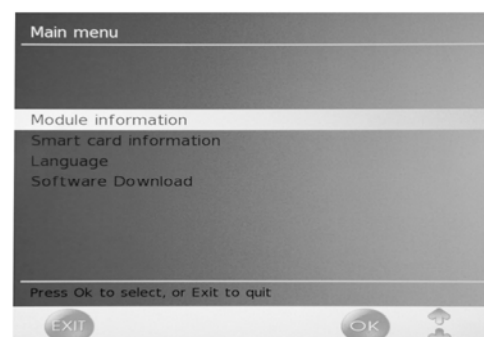 Main menu
Module information
Smart card information
Language
Software Download
Press Ok to select, or Exit to quit
EXIT
OK